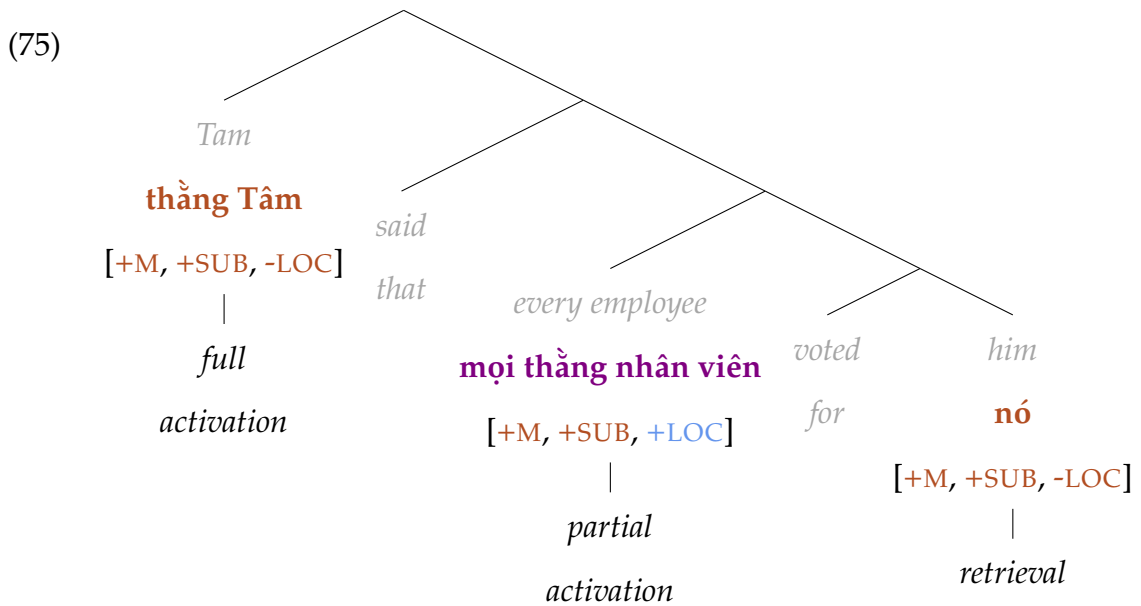 (75)
Tam
thằng Tâm
[+M, +SUB, -LOC]
full
activation
said
that
every employee
mọi thằng nhân viên
[+M, +SUB, +LOC]
partial
activation
voted
for
him
nó
[+M, +SUB, -LOC]
retrieval